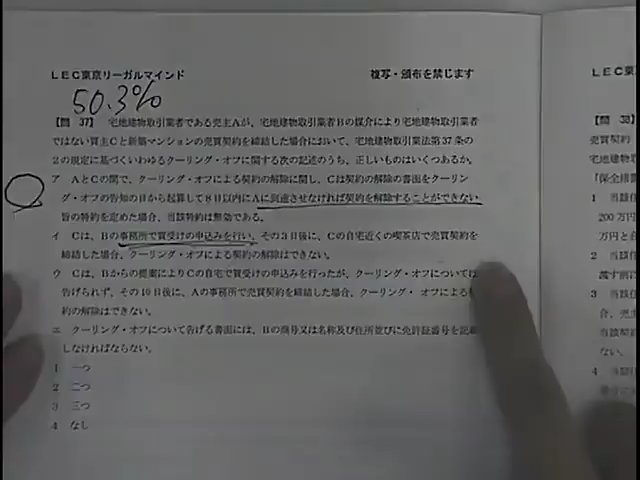 LEC東京リーガルマインド
複写・頒布を禁じます
50.3%
【問 37】 宅地建物取引業者である売主Aが、宅地建物取引業者Bの媒介により宅地建物取引業者
ではない買主Cと新築マンションの売買契約を締結した場合において、宅地建物取引業法第37条の
2の規定に基づくいわゆるクーリング・オフに関する次の記述のうち、正しいものはいくつあるか。
ア AとCの間で、クーリング・オフによる契約の解除に関し、Cは契約の解除の書面をクーリン
グ・オフの告知の日から起算して8日以内にAに到達させなければ契約を解除することができない
旨の特約を定めた場合、当該特約は無効である。
イ Cは、Bの事務所で買受けの申込みを行い、その3日後に、Cの自宅近くの喫茶店で売買契約を
締結した場合、クーリング・オフによる契約の解除はできない。
ウ Cは、Bからの提案によりCの自宅で買受けの申込みを行ったが、クーリング・オフについては
告げられず、その10日後に、Aの事務所で売買契約を締結した場合、クーリング・オフによる
約の解除はできない。
エ クーリング・オフについて告げる書面には、Bの商号又は名称及び住所並びに免許証番号を記載
しなければならない。
1 一つ
2 二つ
3 三つ
4 なし
LEC東
【問 38】
売買契約
宅地建物
「保全措
1 当該住
200万円
万円と
2 当該住
渡す前に
3 当該住
合、売主
当該契約
ない。
4 当該住